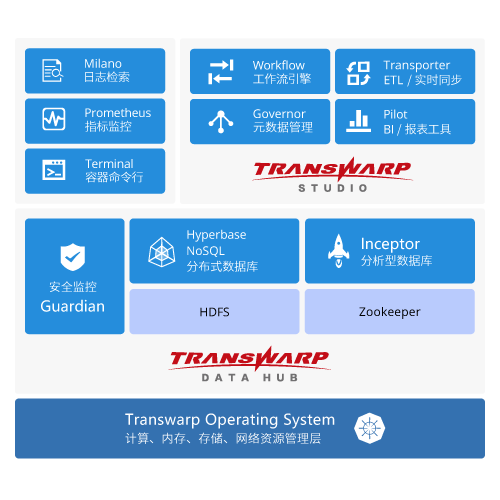 Milano
日志检索
Prometheus
指标监控
Terminal
容器命令行
Workflow
工作流引擎
Transporter
ETL / 实时同步
Governor
元数据管理
Pilot
BI / 报表工具
TRANSWARP
STUDIO
安全监控
Guardian
Hyperbase
NoSQL
分布式数据库
Inceptor
分析型数据库
HDFS
Zookeeper
TRANSWARP
DATA HUB
Transwarp Operating System
计算、内存、存储、网络资源管理层